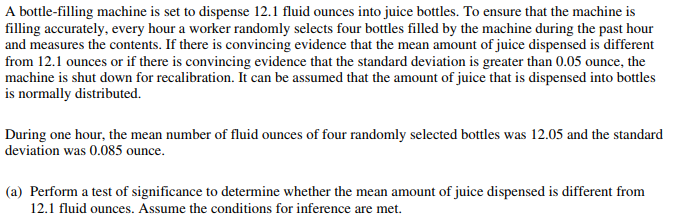 A bottle-filling machine is set to dispense 12.1 fluid ounces into juice bottles. To ensure that the machine is
filling accurately, every hour a worker randomly selects four bottles filled by the machine during the past hour
and measures the contents. If there is convincing evidence that the mean amount of juice dispensed is different
from 12.1 ounces or if there is convincing evidence that the standard deviation is greater than 0.05 ounce, the
machine is shut down for recalibration. It can be assumed that the amount of juice that is dispensed into bottles
is normally distributed.
During one hour, the mean number of fluid ounces of four randomly selected bottles was 12.05 and the standard
deviation was 0.085 ounce.
(a) Perform a test of significance to determine whether the mean amount of juice dispensed is different from
12.1 fluid ounces. Assume the conditions for inference are met.